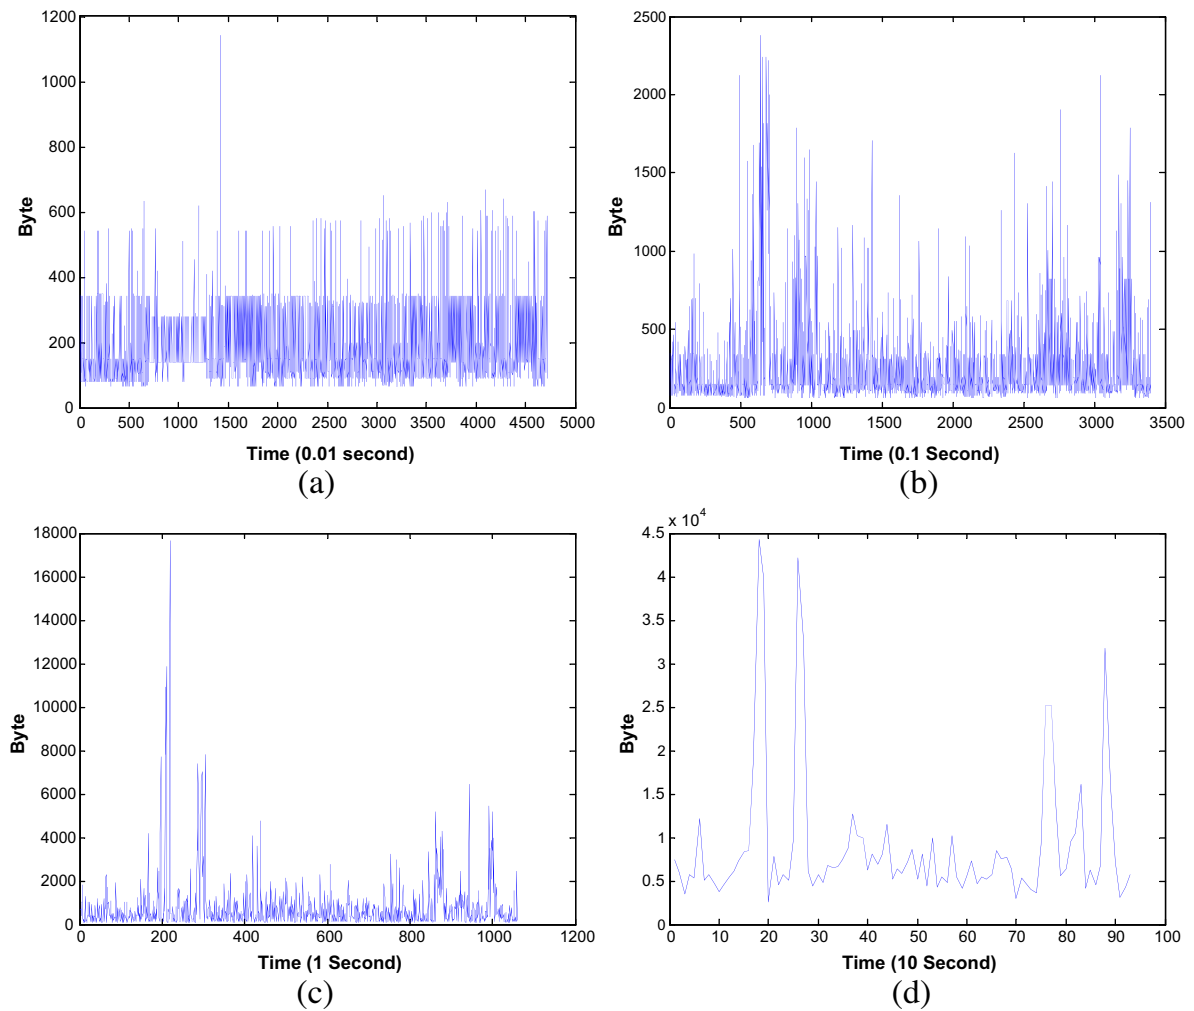 1200
1000
800
600
400
200
0
Byte
0 500 1000 1500 2000 2500 3000 3500 4000 4500 5000
Time (0.01 second)
(a)
2500
2000
1500
1000
500
0
Byte
0 500 1000 1500 2000 2500 3000 3500
Time (0.1 Second)
(b)
18000
16000
14000
12000
10000
8000
6000
4000
2000
0
Byte
0 200 400 600 800 1000 1200
Time (1 Second)
(c)
x 10^4
4.5
4
3.5
3
2.5
2
1.5
1
0.5
0
Byte
0 10 20 30 40 50 60 70 80 90 100
Time (10 Second)
(d)